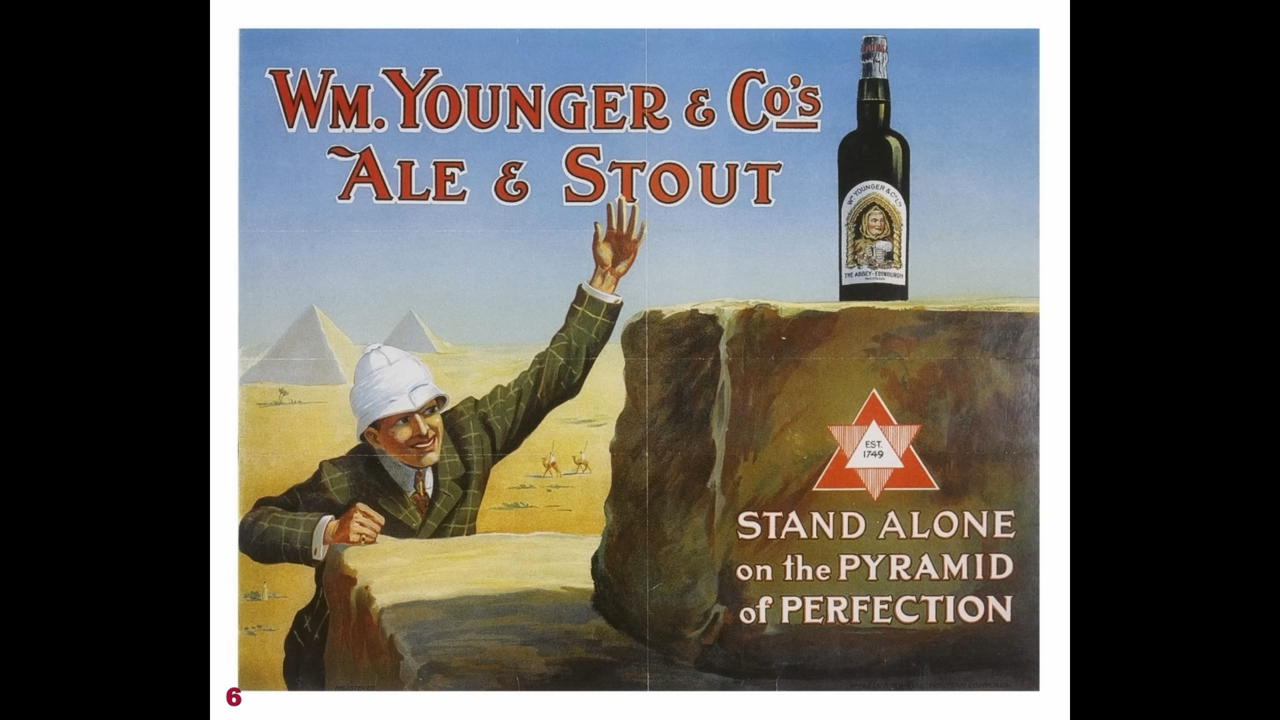 WM. YOUNGER & Co's
ALE & STOUT
WM YOUNGER & Co LTD
THE ABBEY · EDINBURGH
EST.
1749
STAND ALONE
on the PYRAMID
of PERFECTION
6